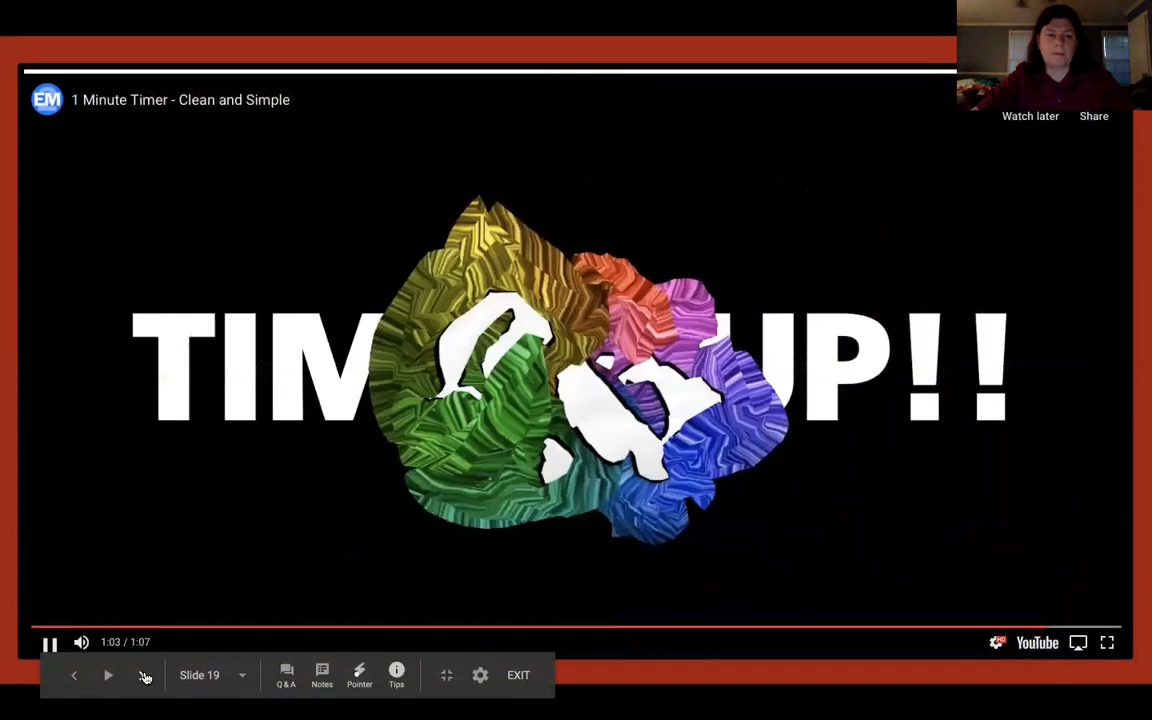 EM
1 Minute Timer - Clean and Simple
Watch later
Share
TIM UP!!
1:03 / 1:07
HD
YouTube
Slide 19
Q & A
Notes
Pointer
Tips
EXIT